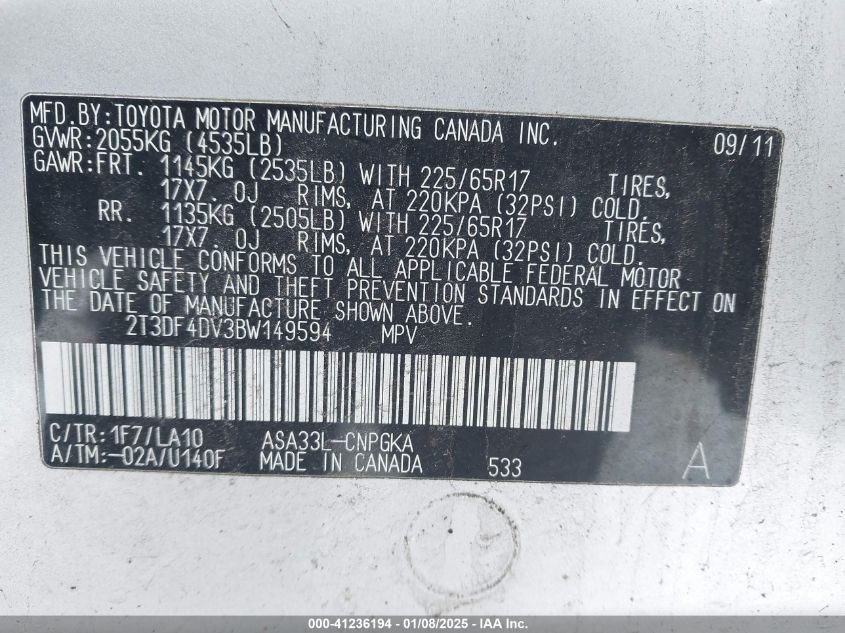 MFD.BY:TOYOTA MOTOR MANUFACTURING CANADA INC. 09/11
GVWR:2055KG (4535LB)
GAWR:FRT. 1145KG (2535LB) WITH 225/65R17 TIRES,
17X7.0J RIMS, AT 220KPA (32PSI) COLD.
RR. 1135KG (2505LB) WITH 225/65R17 TIRES,
17X7.0J RIMS, AT 220KPA (32PSI) COLD.
THIS VEHICLE CONFORMS TO ALL APPLICABLE FEDERAL MOTOR
VEHICLE SAFETY AND THEFT PREVENTION STANDARDS IN EFFECT ON
THE DATE OF MANUFACTURE SHOWN ABOVE.
2T3DF4DV3BW149594 MPV
C/TR:1F7/LA10 ASA33L-CNPGKA
A/TM:-02A/U140F MADE IN CANADA 533 A
000-41236194 - 01/08/2025 - IAA Inc.